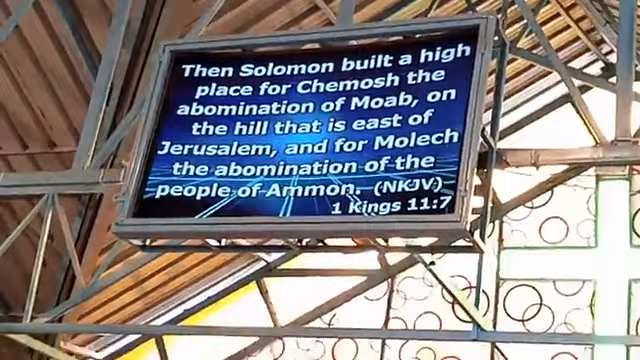 Then Solomon built a high
place for Chemosh the
abomination of Moab, on
the hill that is east of
Jerusalem, and for Molech
the abomination of the
people of Ammon. (NKJV)
1 Kings 11:7